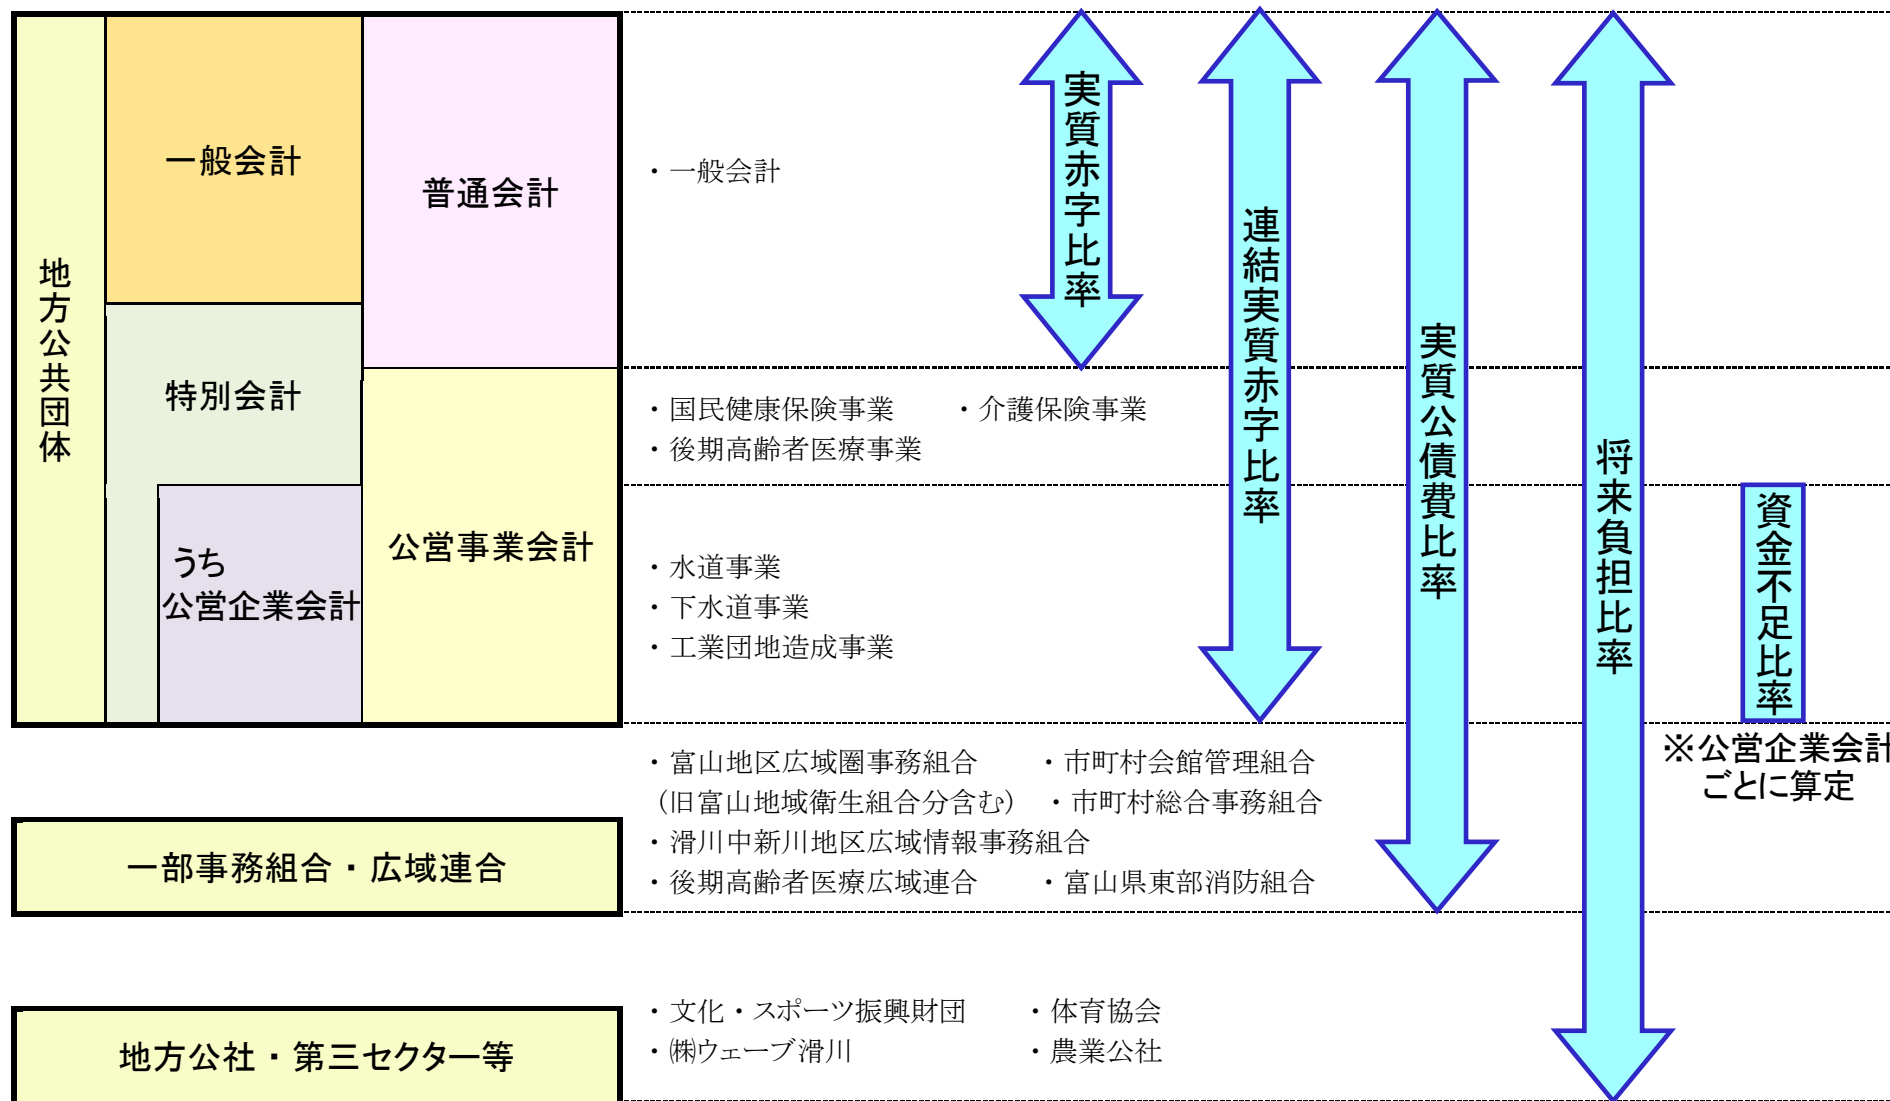 地方公共団体
一般会計
普通会計
特別会計
うち
公営企業会計
公営事業会計
・一般会計
・国民健康保険事業　・介護保険事業
・後期高齢者医療事業
・水道事業
・下水道事業
・工業団地造成事業
実質赤字比率
連結実質赤字比率
実質公債費比率
将来負担比率
資金不足比率
※公営企業会計
ごとに算定
一部事務組合・広域連合
・富山地区広域圏事務組合　・市町村会館管理組合
（旧富山地域衛生組合分含む）　・市町村総合事務組合
・滑川中新川地区広域情報事務組合
・後期高齢者医療広域連合　・富山県東部消防組合
地方公社・第三セクター等
・文化・スポーツ振興財団　・体育協会
・㈱ウェーブ滑川　・農業公社